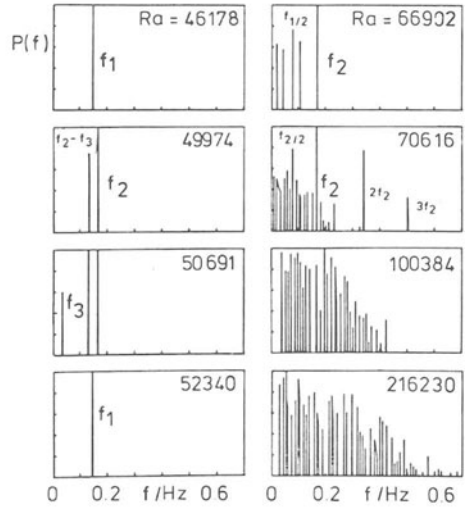 P(f)
Ra = 46178
f₁
f₂-f₃
49974
f₂
50691
f₃
52340
f₁
0 0.2 f/Hz 0.6
Ra = 66902
f₁/₂
f₂
70616
f₂/₂
f₂
2f₂
3f₂
100384
216230
0 0.2 f/Hz 0.6